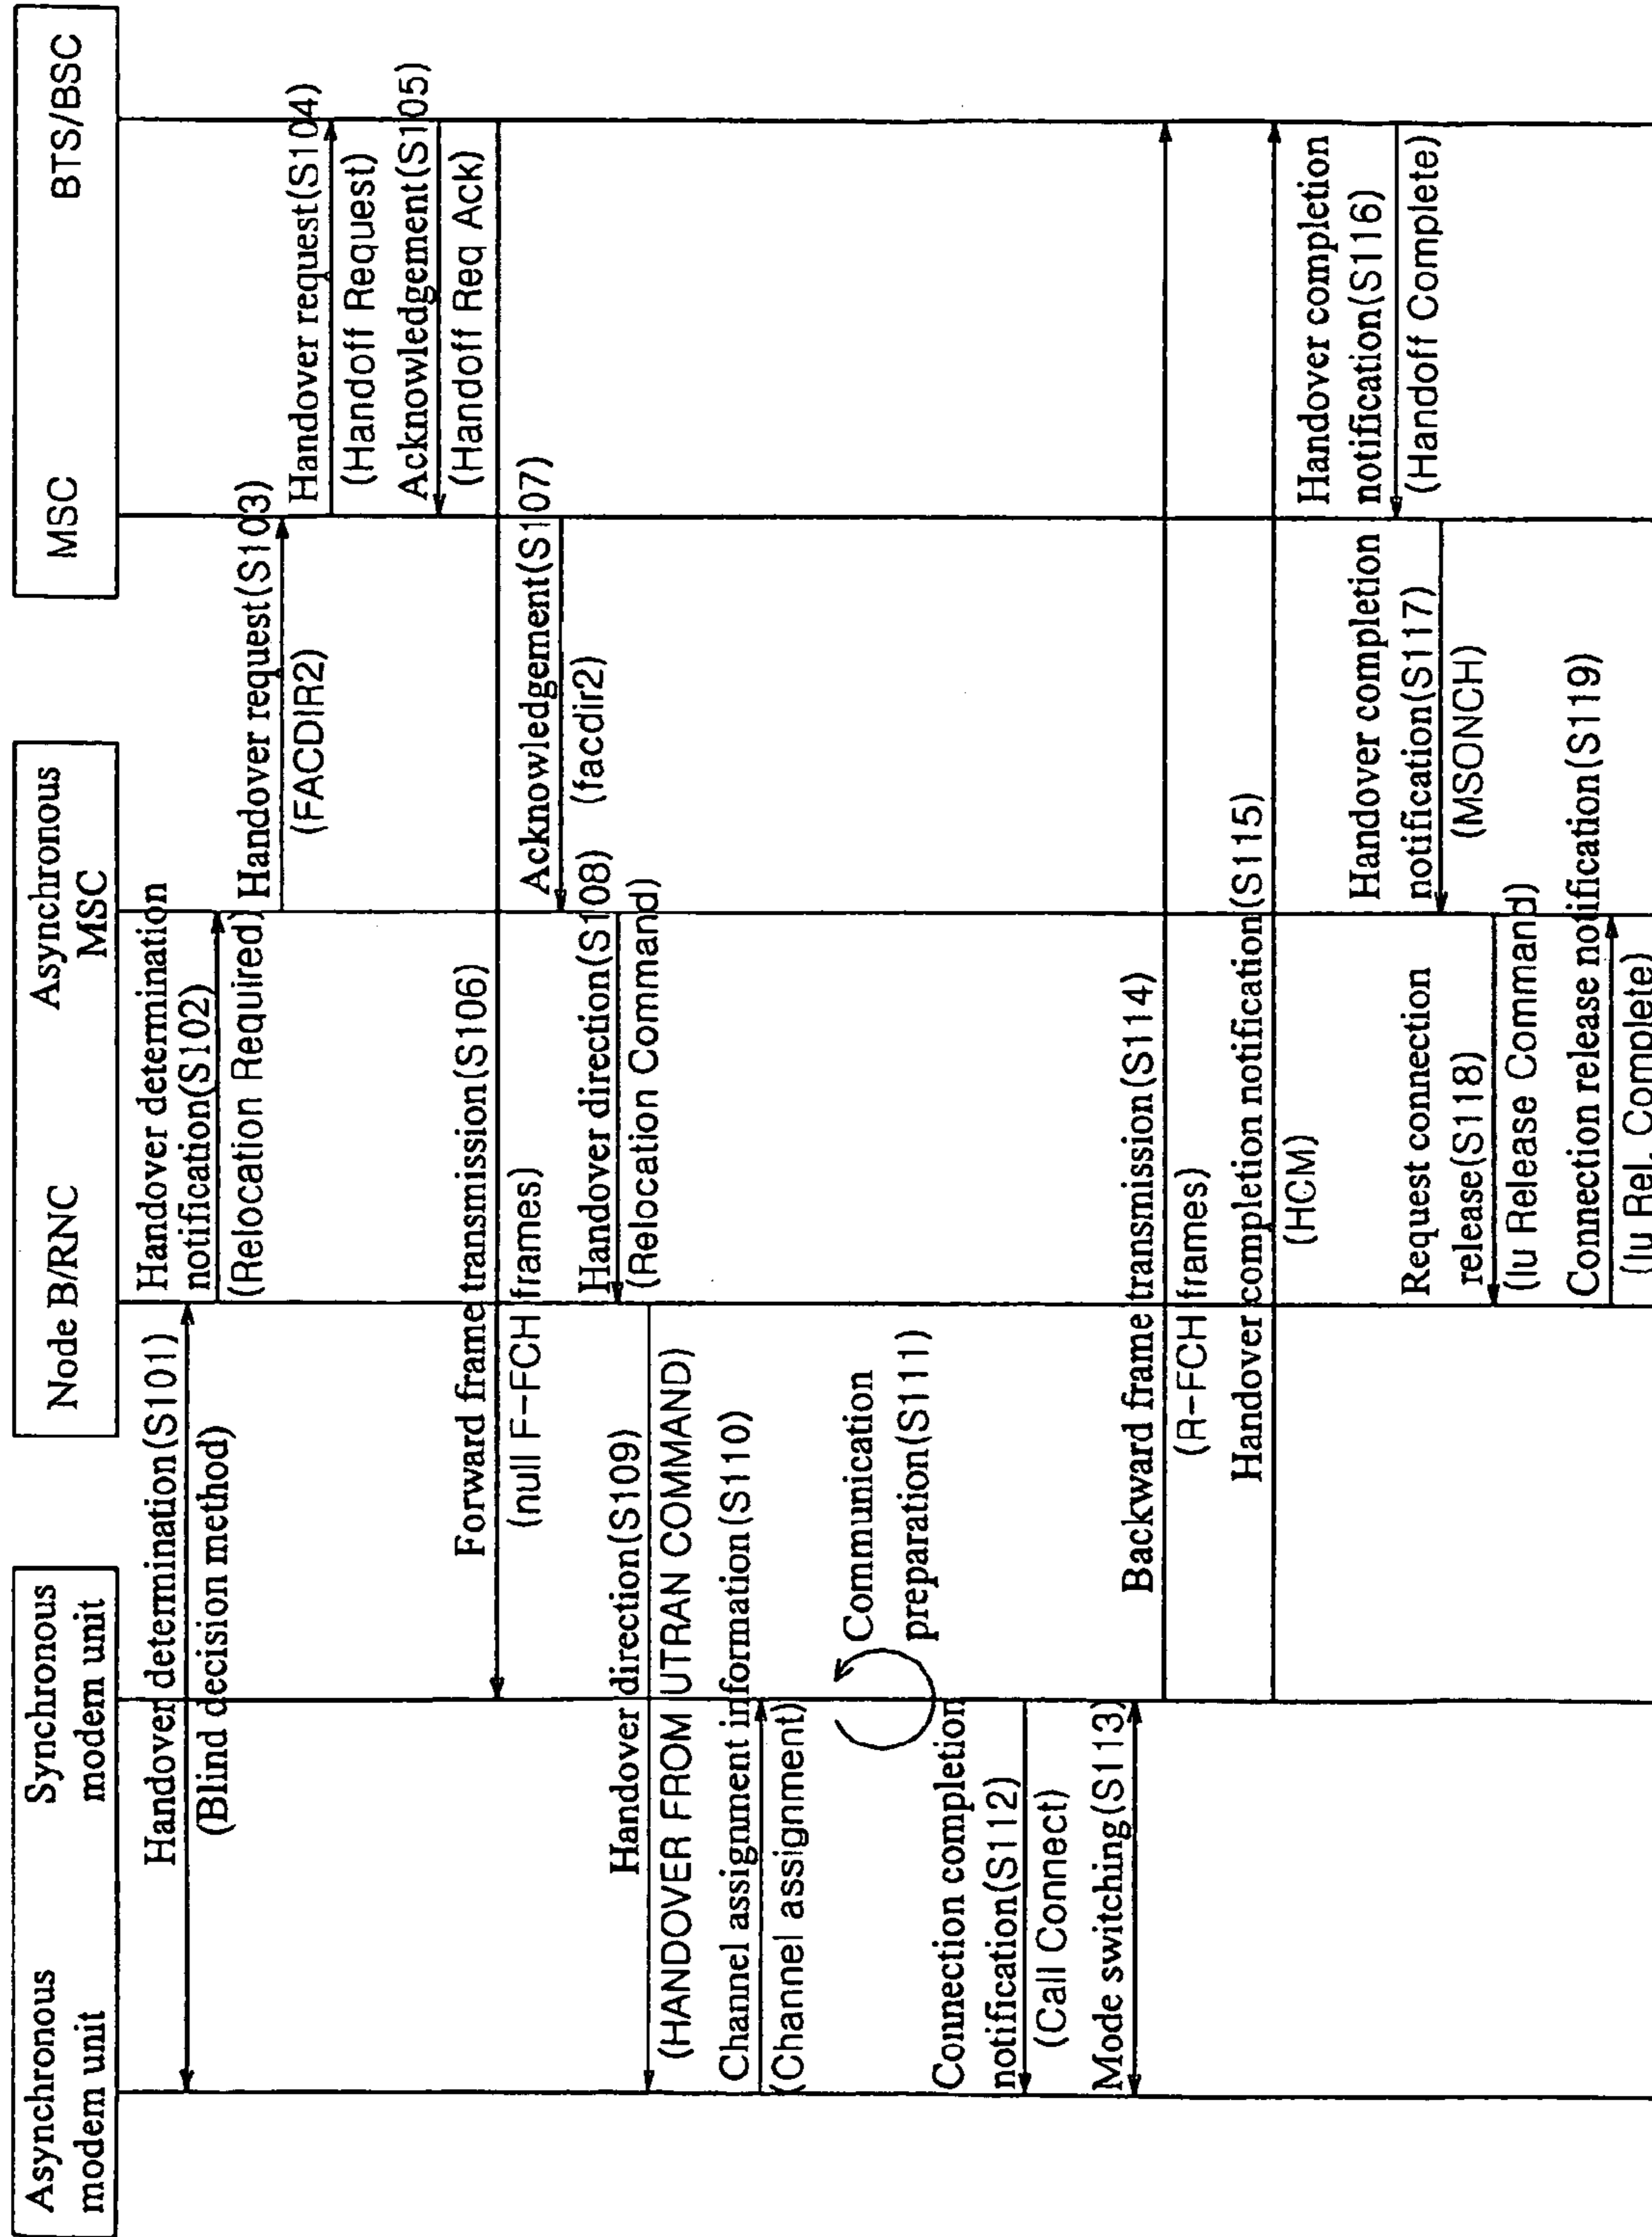 Asynchronous
modem unit
Synchronous
modem unit
Node B/RNC
Asynchronous
MSC
MSC
BTS/BSC
Handover determination(S101)
(Blind decision method)
Handover determination
notification(S102)
(Relocation Required)
Handover request(S103)
(FACDIR2)
Handover request(S104)
(Handoff Request)
Acknowledgement(S105)
(Handoff Req Ack)
Forward frame transmission(S106)
(null F-FCH frames)
Acknowledgement(S107)
(facdir2)
Handover direction(S108)
(Relocation Command)
Handover direction(S109)
(HANDOVER FROM UTRAN COMMAND)
Channel assignment information(S110)
(Channel assignment)
Communication
preparation(S111)
Connection completion
notification(S112)
(Call Connect)
Mode switching(S113)
Backward frame transmission(S114)
(R-FCH frames)
Handover completion notification(S115)
(HCM)
Handover completion
notification(S116)
(Handoff Complete)
Handover completion
notification(S117)
(MSONCH)
Request connection
release(S118)
(Iu Release Command)
Connection release notification(S119)
(Iu Rel. Complete)